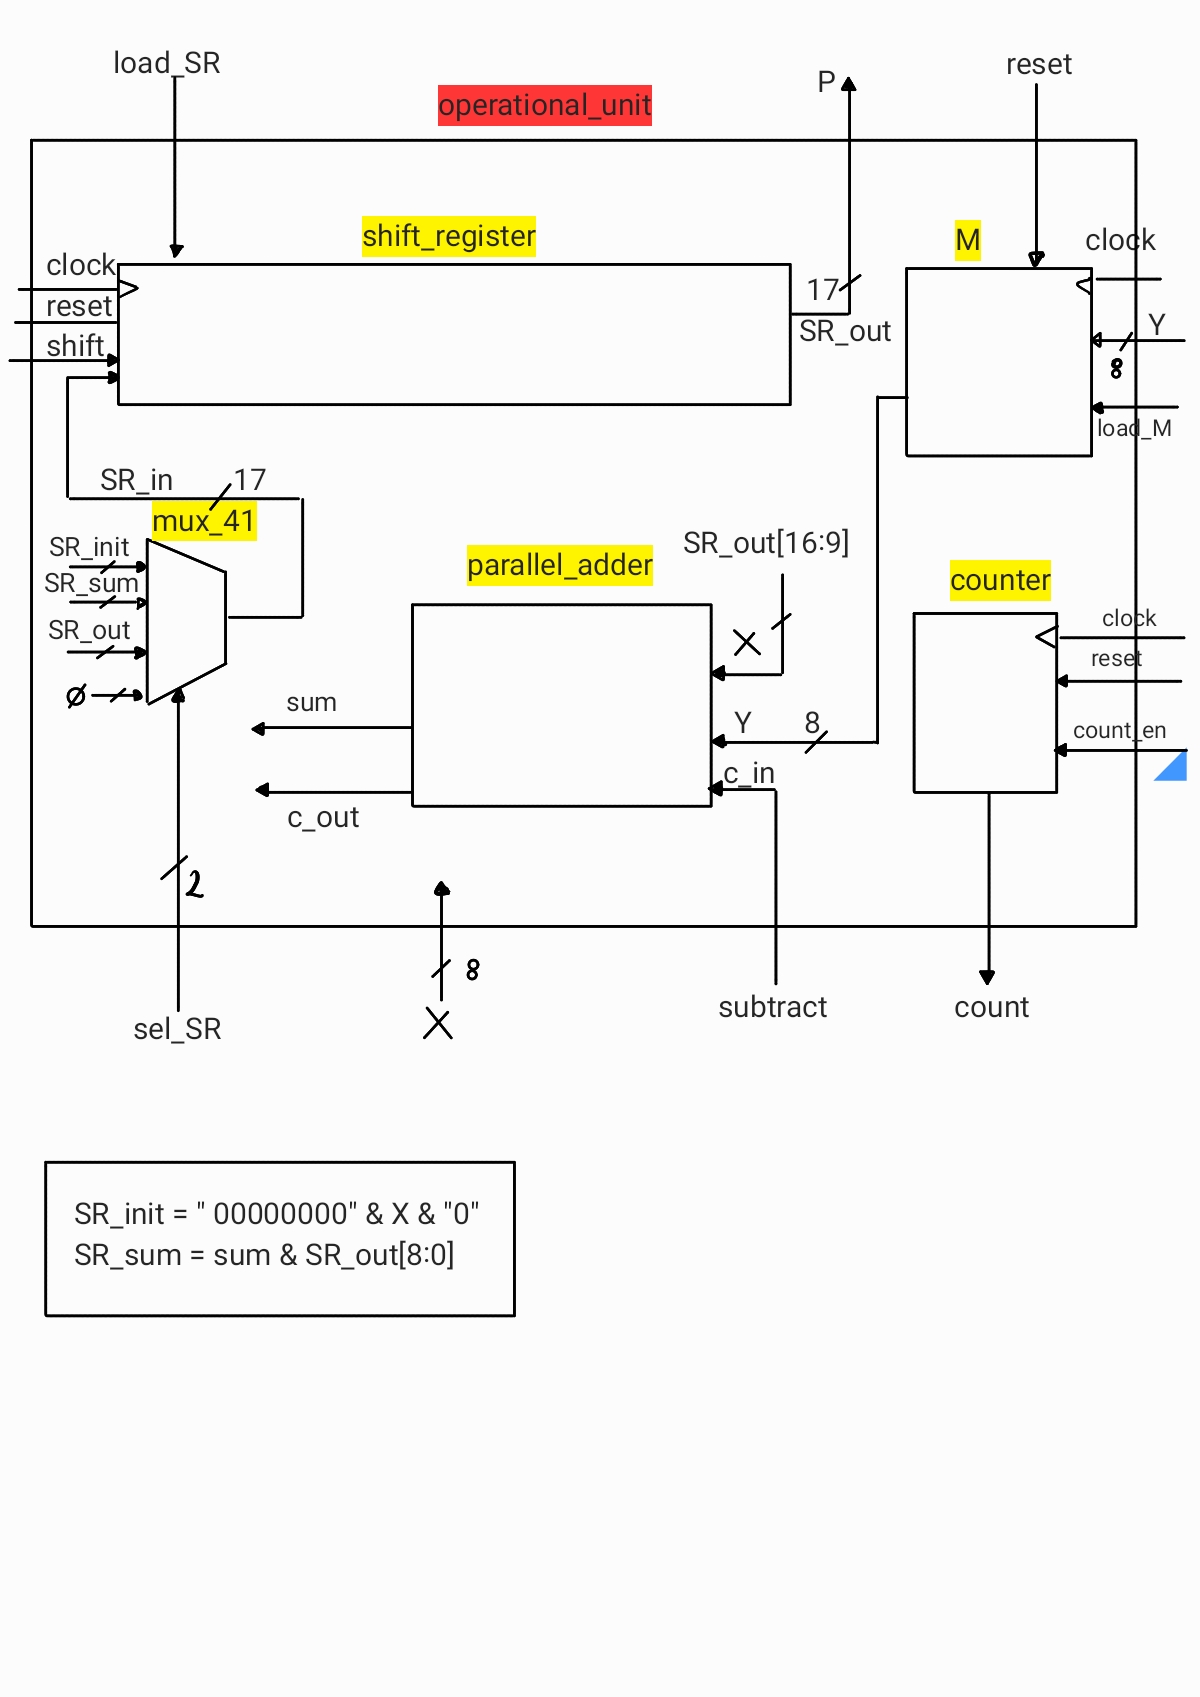 load_SR
P
reset
operational_unit
shift_register
M
clock
clock
reset
shift
17
SR_out
Y
8
load_M
SR_in
17
mux_41
SR_init
SR_sum
SR_out
Ø
parallel_adder
SR_out[16:9]
counter
X
clock
reset
sum
Y
8
count_en
c_in
c_out
2
8
sel_SR
X
subtract
count
SR_init = " 00000000" & X & "0"
SR_sum = sum & SR_out[8:0]